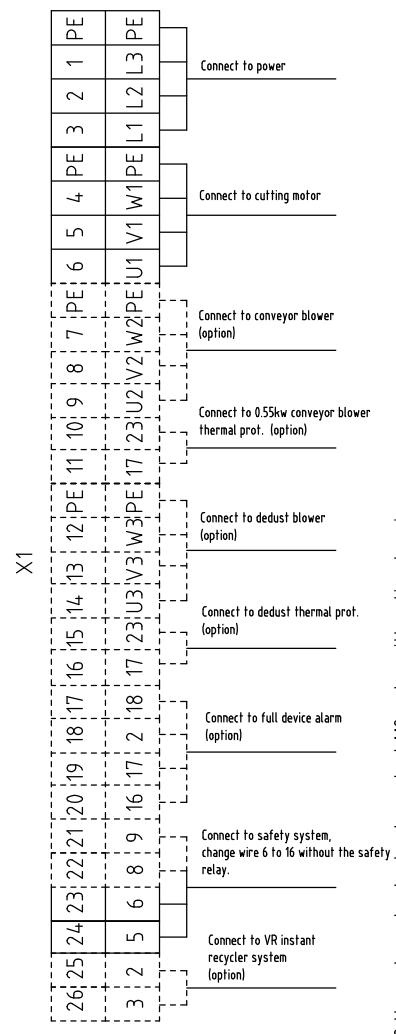 X1
PE PE
1 L3
2 L2
3 L1
Connect to power
PE PE
4 W1
5 V1
6 U1
Connect to cutting motor
PE PE
7 W2
8 V2
9 U2
Connect to conveyor blower
(option)
10 23
11 17
Connect to 0.55kw conveyor blower
thermal prot. (option)
PE PE
12 W3
13 V3
14 U3
Connect to dedust blower
(option)
15 23
16 17
Connect to dedust thermal prot.
(option)
17 18
18 2
19 17
20 16
Connect to full device alarm
(option)
21 9
22 8
23 6
24 5
Connect to safety system,
change wire 6 to 16 without the safety
relay.
25 2
26 3
Connect to VR instant
recycler system
(option)